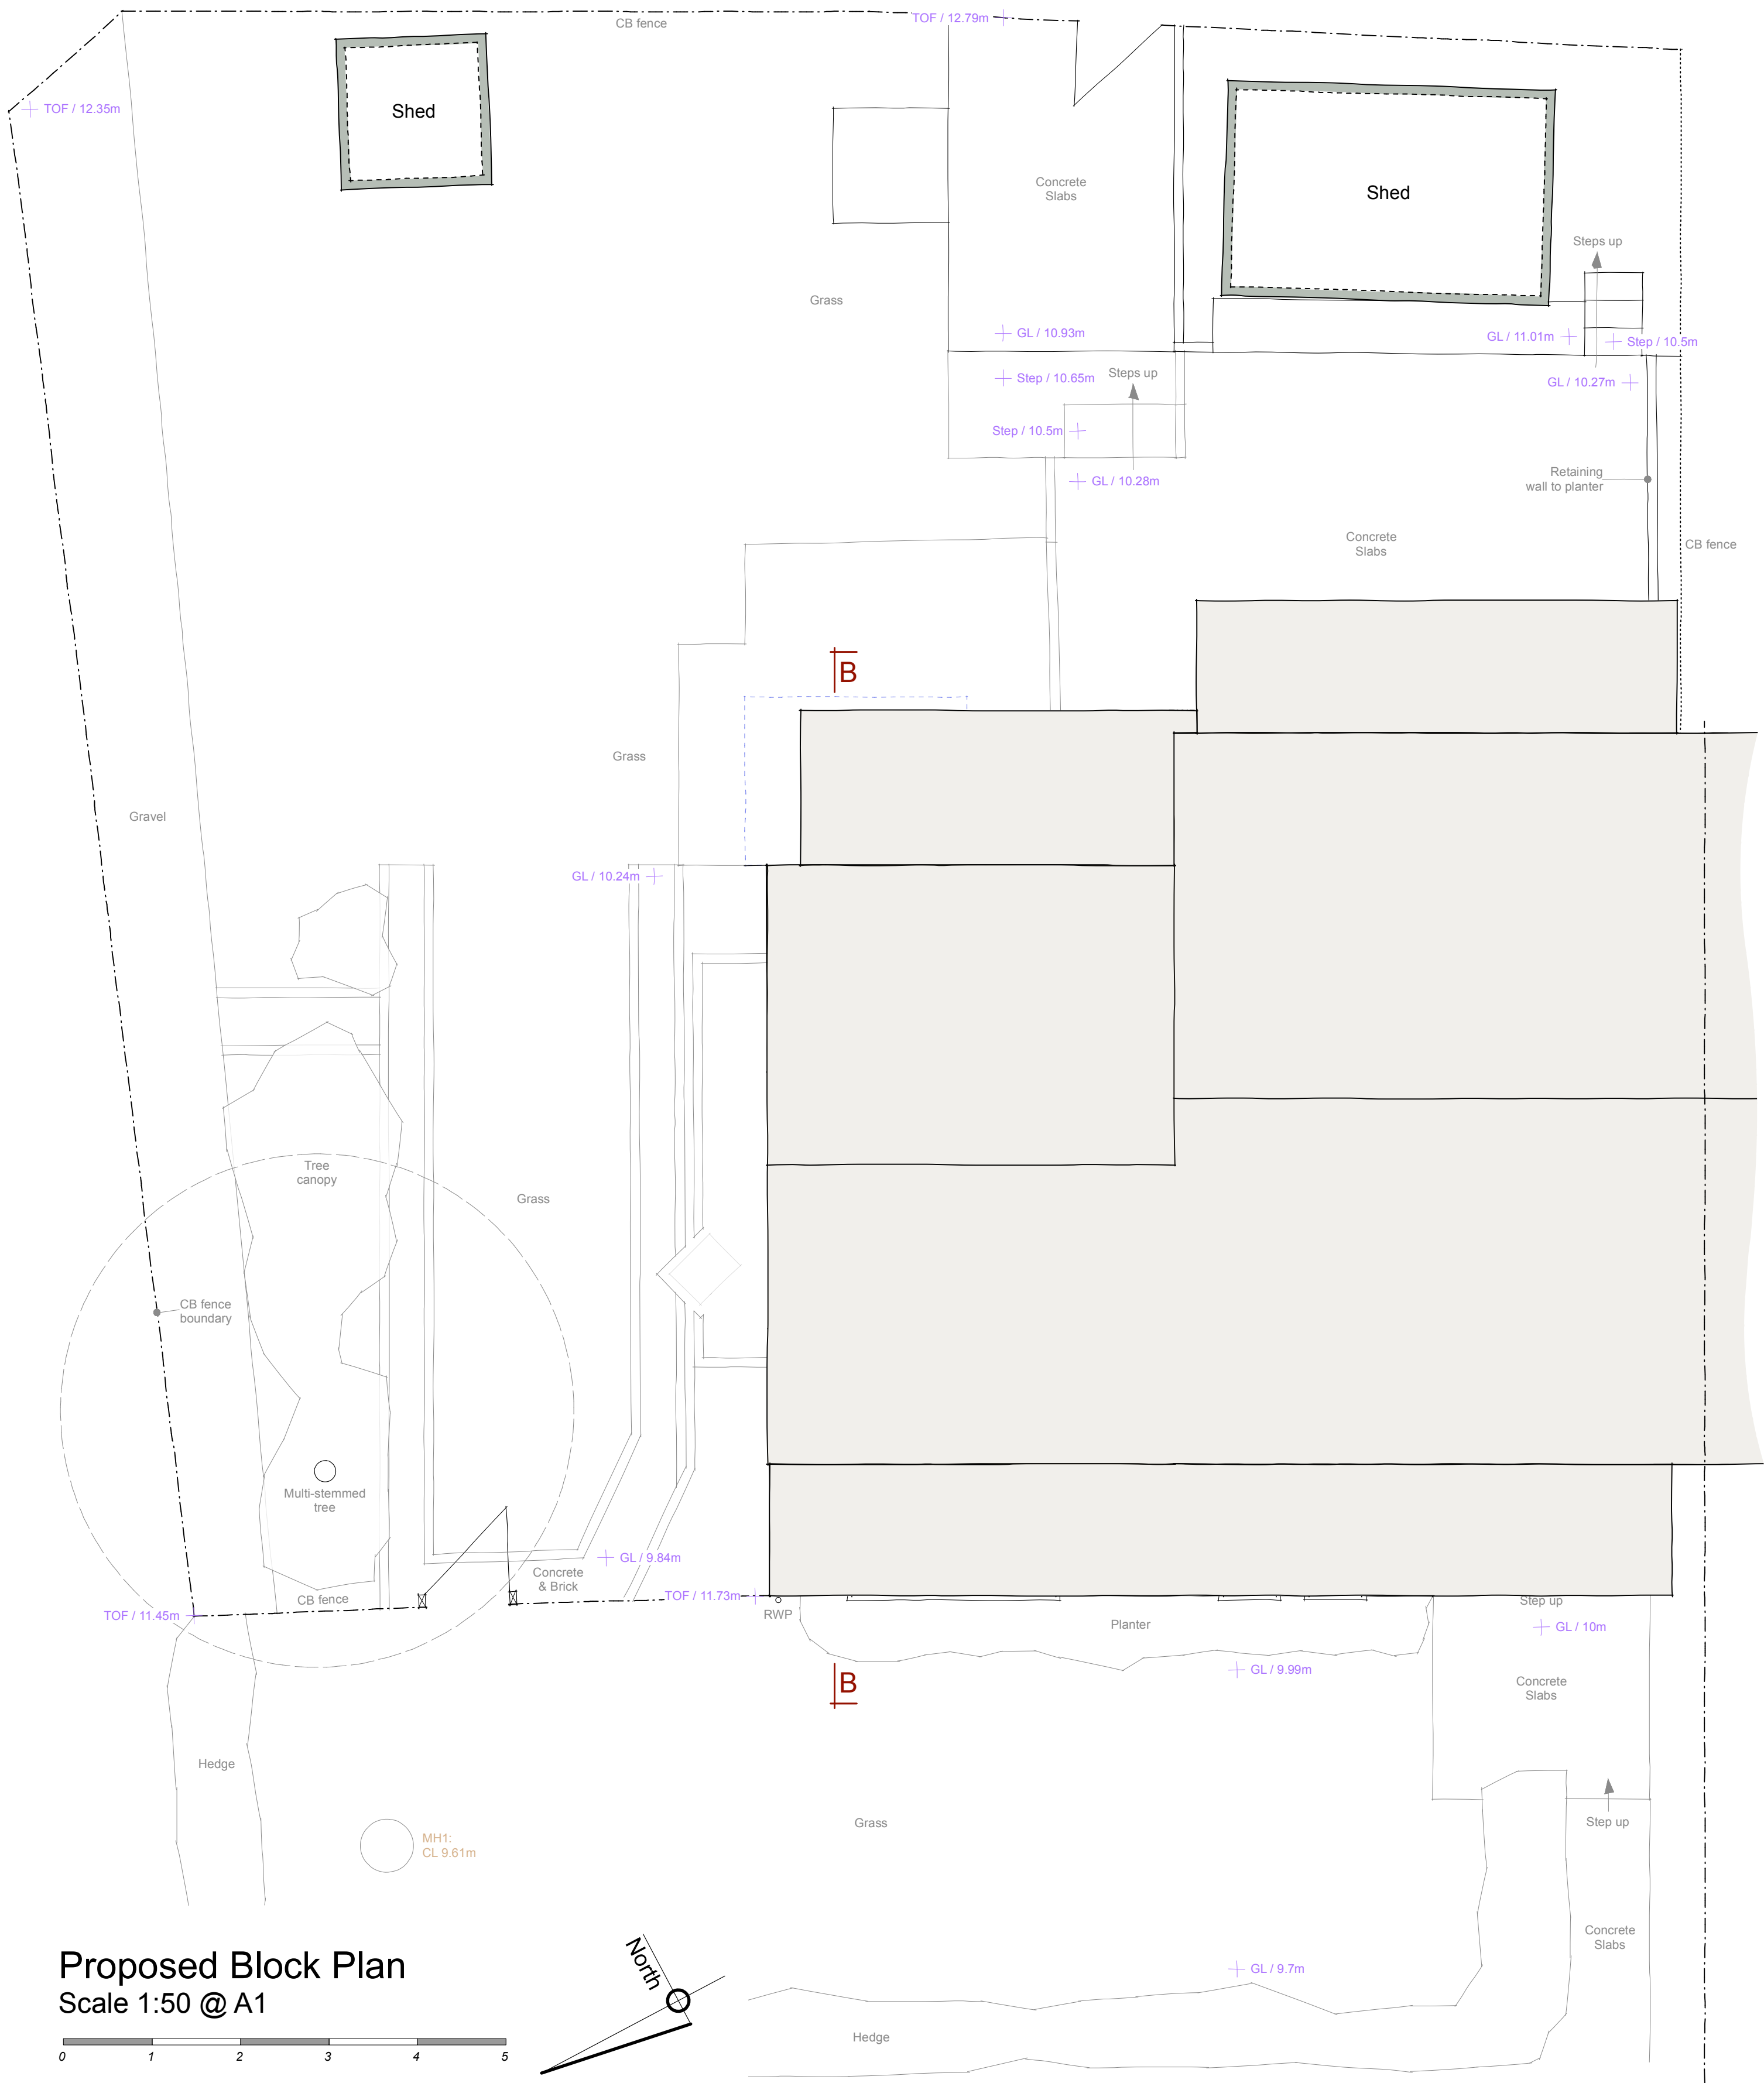 CB fence
TOF / 12.79m
TOF / 12.35m
Shed
Concrete
Slabs
Shed
Steps up
Grass
GL / 10.93m
GL / 11.01m
Step / 10.5m
Step / 10.65m
Steps up
GL / 10.27m
Step / 10.5m
GL / 10.28m
Retaining
wall to planter
Concrete
Slabs
CB fence
B
Grass
Gravel
GL / 10.24m
Tree
canopy
Grass
CB fence
boundary
Multi-stemmed
tree
GL / 9.84m
Concrete
& Brick
CB fence
TOF / 11.73m
TOF / 11.45m
RWP
Planter
Step up
GL / 10m
GL / 9.99m
B
Concrete
Slabs
Hedge
Grass
Step up
MH1:
CL 9.61m
Concrete
Slabs
Proposed Block Plan
Scale 1:50 @ A1
North
GL / 9.7m
Hedge
0 1 2 3 4 5